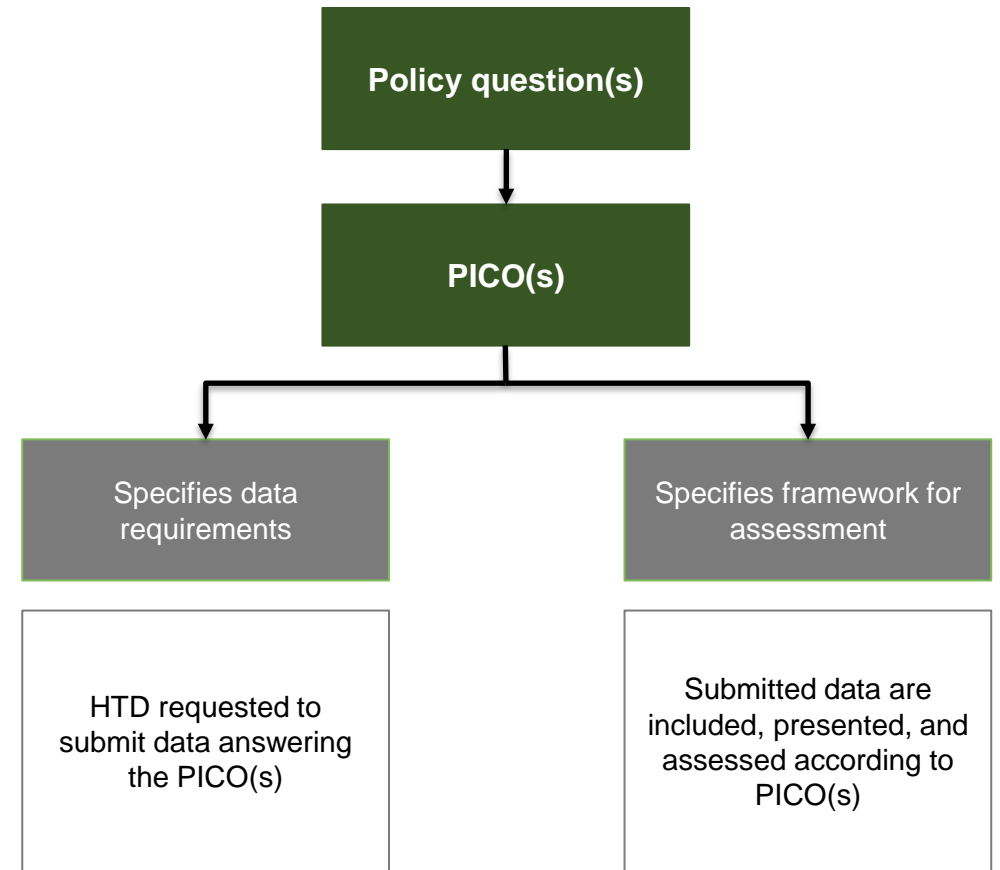 Policy question(s)
PICO(s)
Specifies data
requirements
Specifies framework for
assessment
HTD requested to
submit data answering
the PICO(s)
Submitted data are
included, presented, and
assessed according to
PICO(s)